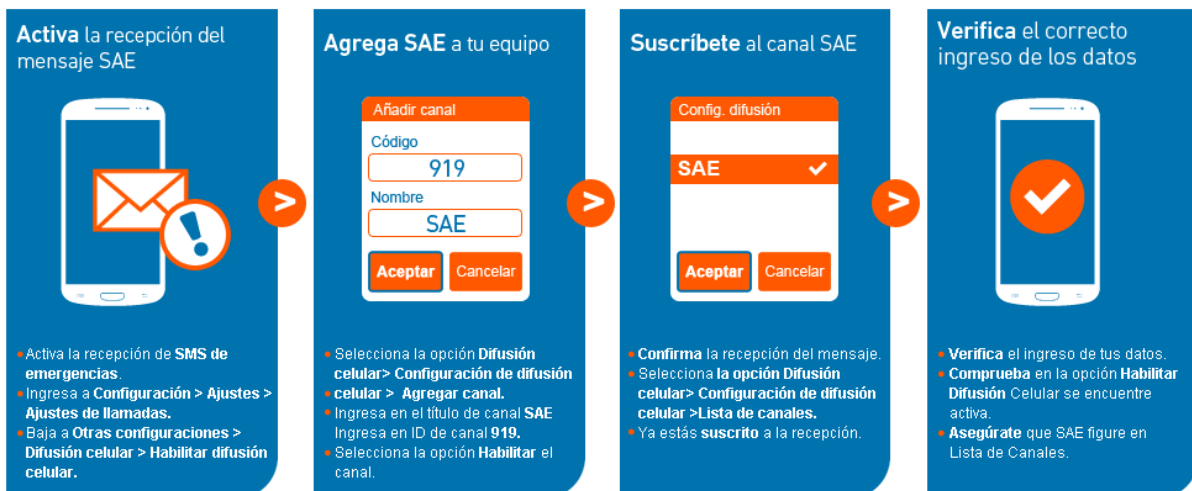 Activa la recepción del
mensaje SAE
• Activa la recepción de SMS de
emergencias.
• Ingresa a Configuración > Ajustes >
Ajustes de llamadas.
• Baja a Otras configuraciones >
Difusión celular > Habilitar difusión
celular.
>
Agrega SAE a tu equipo
Añadir canal
Código
919
Nombre
SAE
Aceptar Cancelar
• Selecciona la opción Difusión
celular> Configuración de difusión
• celular > Agregar canal.
• Ingresa en el título de canal SAE
Ingresa en ID de canal 919.
• Selecciona la opción Habilitar el
canal.
>
Suscríbete al canal SAE
Config. difusión
SAE
Aceptar Cancelar
• Confirma la recepción del mensaje.
• Selecciona la opción Difusión
celular> Configuración de difusión
celular >Lista de canales.
• Ya estás suscrito a la recepción.
>
Verifica el correcto
ingreso de los datos
• Verifica el ingreso de tus datos.
• Comprueba en la opción Habilitar
Difusión Celular se encuentre
activa.
• Asegúrate que SAE figure en
Lista de Canales.